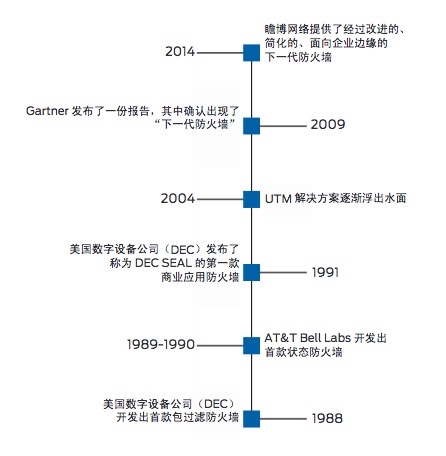 2014
瞻博网络提供了经过改进的、
简化的、面向企业边缘的
下一代防火墙
Gartner 发布了一份报告，其中确认出现了
“下一代防火墙”
2009
2004
UTM 解决方案逐渐浮出水面
美国数字设备公司（DEC）发布了
称为 DEC SEAL 的第一款
商业应用防火墙
1991
1989-1990
AT&T Bell Labs 开发出
首款状态防火墙
美国数字设备公司（DEC）
开发出首款包过滤防火墙
1988